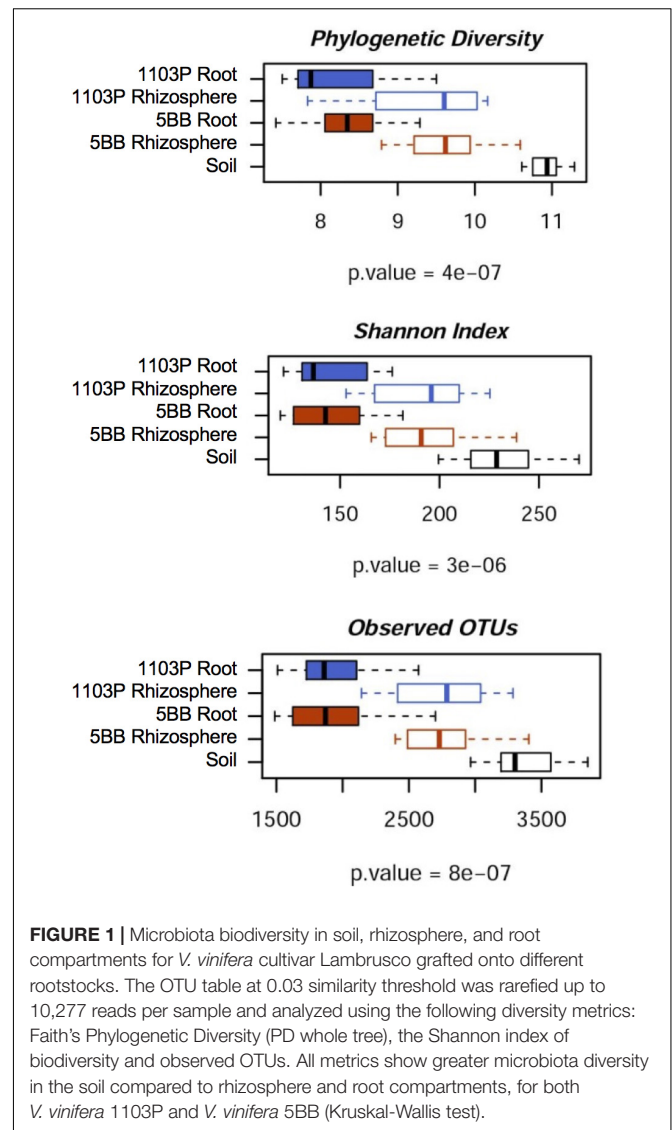 Phylogenetic Diversity
1103P Root
1103P Rhizosphere
5BB Root
5BB Rhizosphere
Soil
8 9 10 11
p.value = 4e−07
Shannon Index
1103P Root
1103P Rhizosphere
5BB Root
5BB Rhizosphere
Soil
150 200 250
p.value = 3e−06
Observed OTUs
1103P Root
1103P Rhizosphere
5BB Root
5BB Rhizosphere
Soil
1500 2500 3500
p.value = 8e−07
FIGURE 1 | Microbiota biodiversity in soil, rhizosphere, and root
compartments for V. vinifera cultivar Lambrusco grafted onto different
rootstocks. The OTU table at 0.03 similarity threshold was rarefied up to
10,277 reads per sample and analyzed using the following diversity metrics:
Faith's Phylogenetic Diversity (PD whole tree), the Shannon index of
biodiversity and observed OTUs. All metrics show greater microbiota diversity
in the soil compared to rhizosphere and root compartments, for both
V. vinifera 1103P and V. vinifera 5BB (Kruskal-Wallis test).